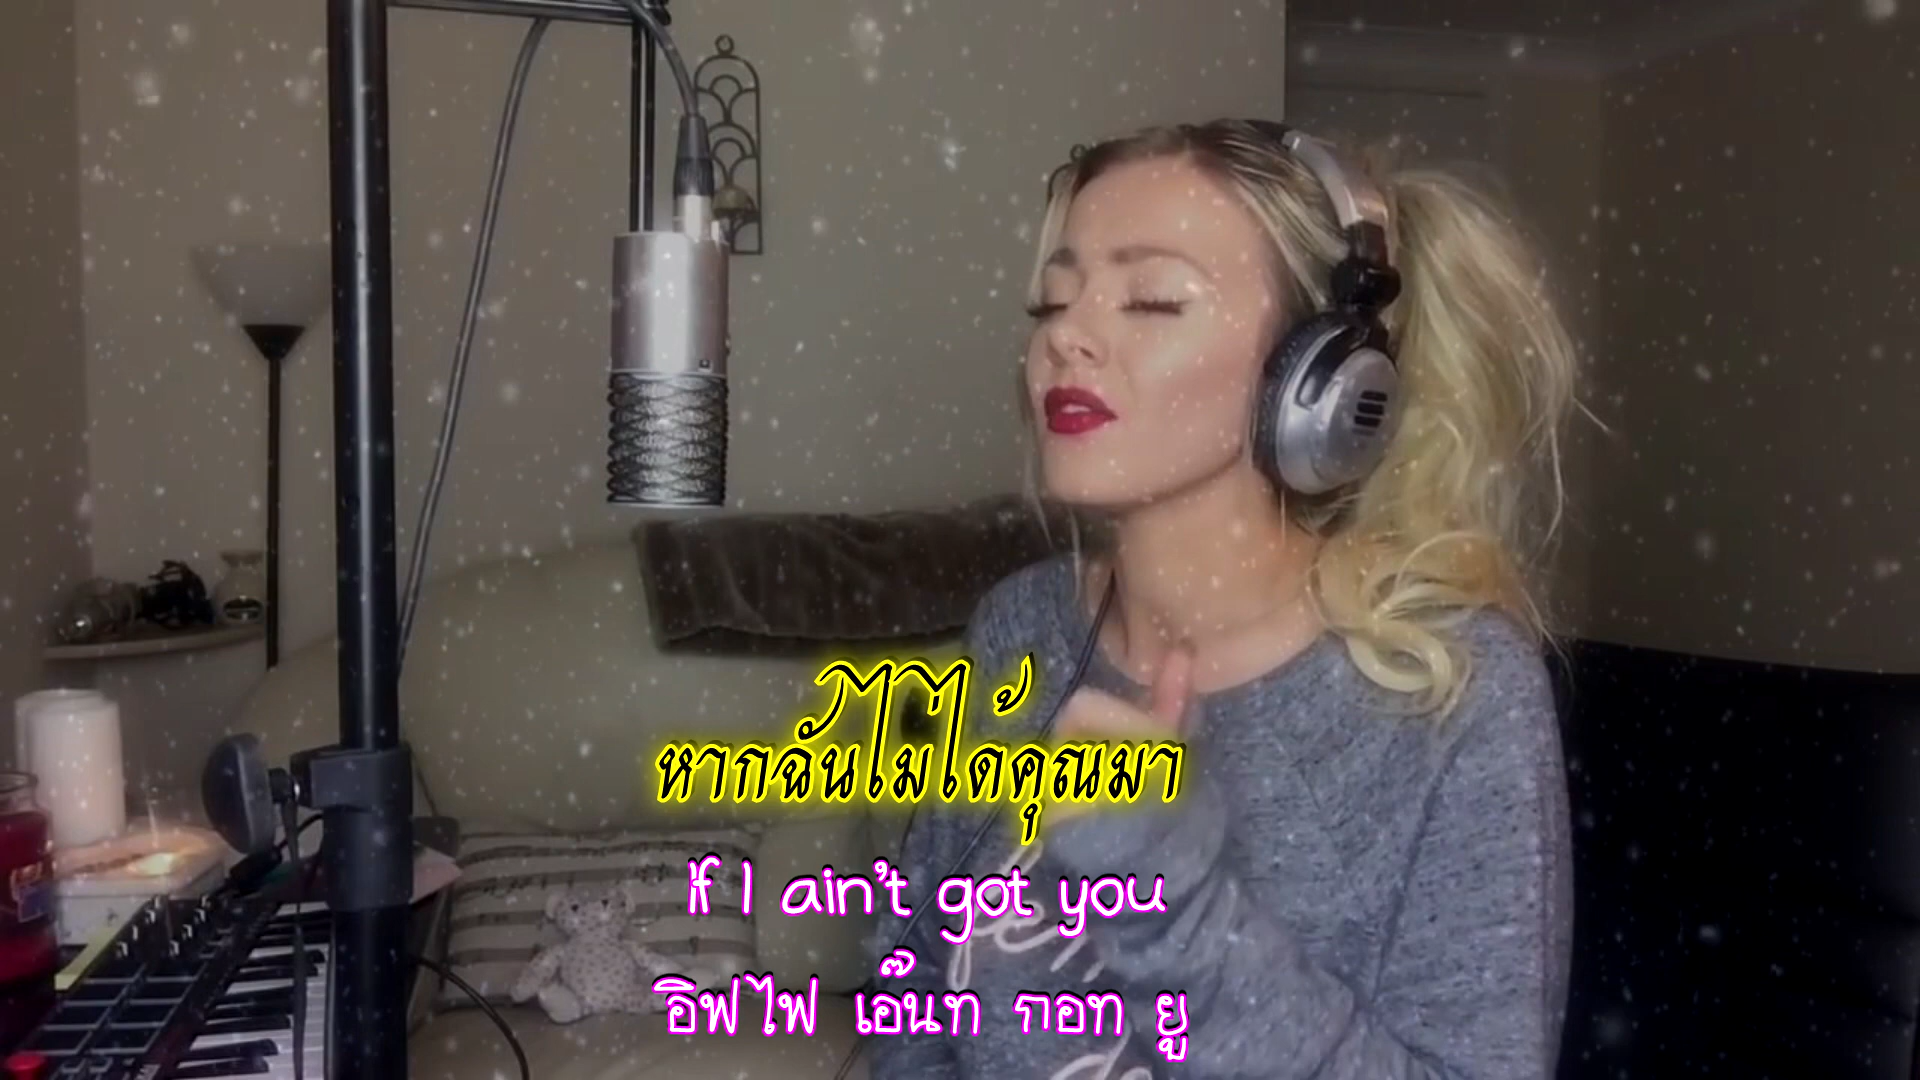 หากฉันไม่ได้คุณมา
if I ain't got you
อิฟไฟ เอ๊นท กอท ยู